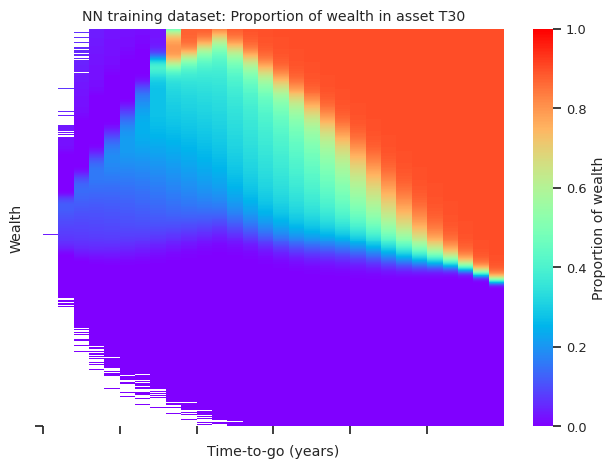 NN training dataset: Proportion of wealth in asset T30
Wealth
Time-to-go (years)
1.0
0.8
0.6
0.4
0.2
0.0
Proportion of wealth